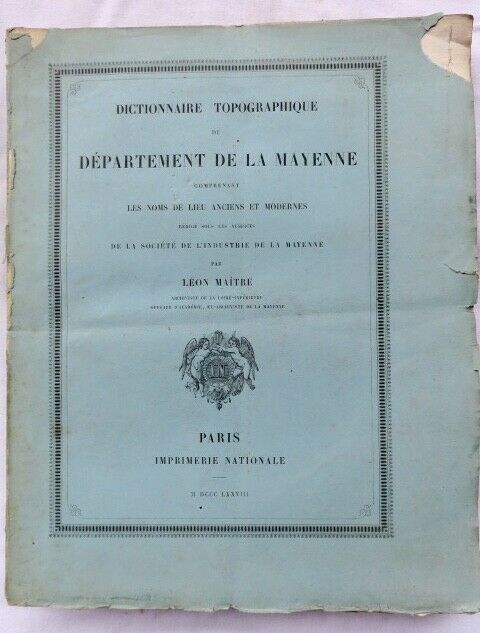 DICTIONNAIRE TOPOGRAPHIQUE
DU
DÉPARTEMENT DE LA MAYENNE
COMPRENANT
LES NOMS DE LIEU ANCIENS ET MODERNES
RÉDIGÉ SOUS LES AUSPICES
DE LA SOCIÉTÉ DE L'INDUSTRIE DE LA MAYENNE
PAR
LÉON MAÎTRE
ARCHIVISTE DE LA LOIRE-INFÉRIEURE
OFFICIER D'ACADÉMIE, EX-ARCHIVISTE DE LA MAYENNE
PARIS
IMPRIMERIE NATIONALE
M DCCC LXXVIII